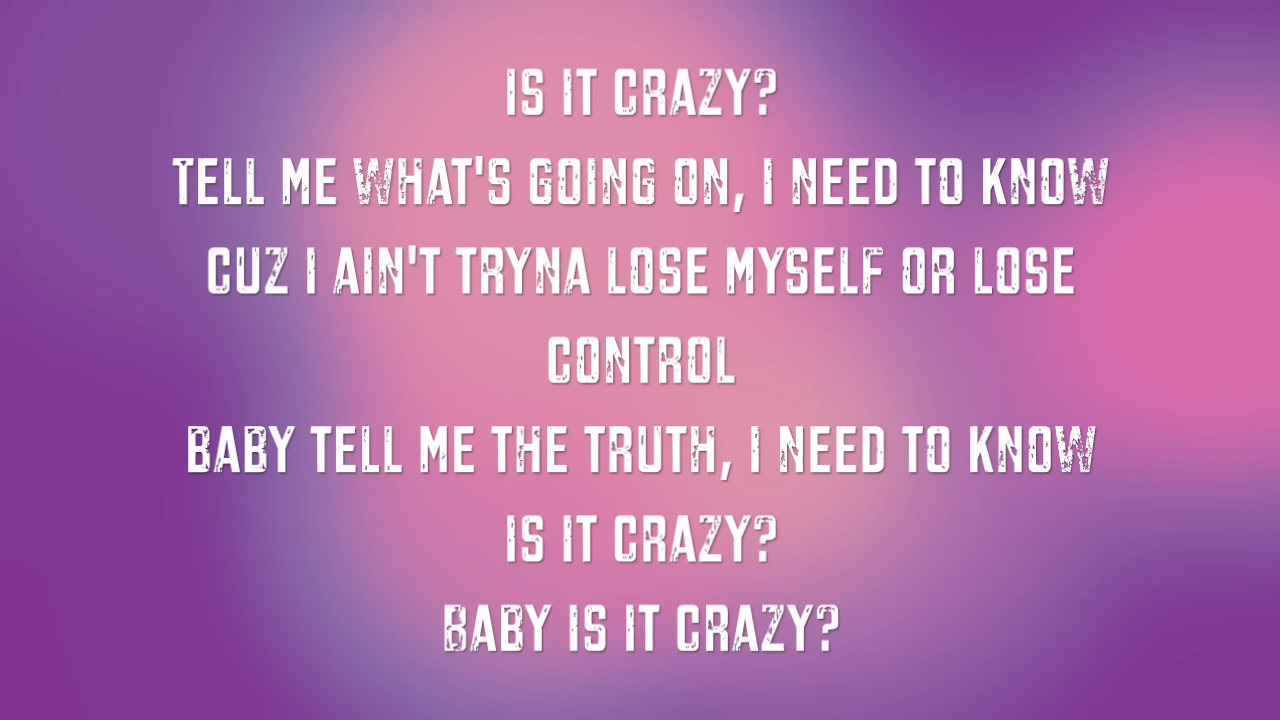 IS IT CRAZY?
TELL ME WHAT'S GOING ON, I NEED TO KNOW
CUZ I AIN'T TRYNA LOSE MYSELF OR LOSE
CONTROL
BABY TELL ME THE TRUTH, I NEED TO KNOW
IS IT CRAZY?
BABY IS IT CRAZY?